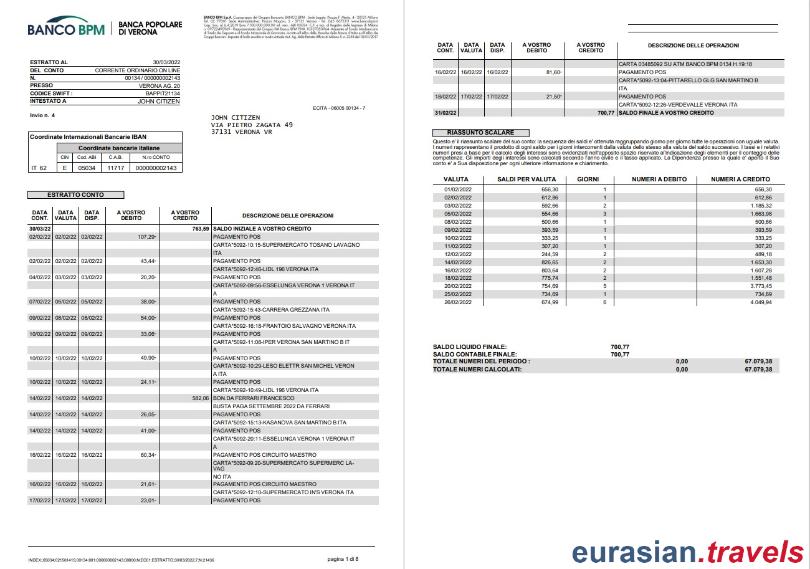 BANCO BPM | BANCA POPOLARE
DI VERONA
ESTRATTO AL 30/03/2022
DEL CONTO CORRENTE ORDINARIO ON LINE
N. 00134 / 000000002143
PRESSO VERONA AG. 20
CODICE SWIFT : BAPPIT21134
INTESTATO A JOHN CITIZEN
Invio n. 4
JOHN CITIZEN
VIA PIETRO ZAGATA 49
37131 VERONA VR
Coordinate Internazionali Bancarie IBAN
Coordinate bancarie italiane
CIN Cod. ABI C.A.B. N.ro CONTO
IT 62 E 05034 11717 000000002143
ESTRATTO CONTO
DATA CONT. DATA VALUTA DATA DISP. A VOSTRO DEBITO A VOSTRO CREDITO DESCRIZIONE DELLE OPERAZIONI
30/03/22 763,59 SALDO INIZIALE A VOSTRO CREDITO
02/02/22 02/02/22 02/02/22 107,29- PAGAMENTO POS
CARTA*5092-10:15-SUPERMERCATO TOSANO LAVAGNO
ITA
02/02/22 02/02/22 02/02/22 43,44- PAGAMENTO POS
CARTA*5092-12:46-LIDL 196 VERONA ITA
04/02/22 03/02/22 03/02/22 20,20- PAGAMENTO POS
CARTA*5092-09:56-ESSELUNGA VERONA 1 VERONA IT
A
07/02/22 05/02/22 05/02/22 38,00- PAGAMENTO POS
CARTA*5092-15:43-CARRERA GREZZANA ITA
09/02/22 08/02/22 08/02/22 54,00- PAGAMENTO POS
CARTA*5092-16:18-FRANTOIO SALVAGNO VERONA ITA
10/02/22 09/02/22 09/02/22 PAGAMENTO POS
CARTA*5092-11:08-IPER VERONA SAN MARTINO B IT
A
10/02/22 10/02/22 10/02/22 PAGAMENTO POS
CARTA*5092-10:29-LESO ELETTR SAN MICHEL VERON
A ITA
10/02/22 10/02/22 10/02/22 24,11- PAGAMENTO POS
CARTA*5092-10:49-LIDL 196 VERONA ITA
14/02/22 14/02/22 14/02/22 582,06 BON.DA FERRARI FRANCESCO
BUSTA PAGA SETTEMBRE 2022 DA FERRARI
14/02/22 14/02/22 14/02/22 26,05- PAGAMENTO POS
CARTA*5092-15:13-KASANOVA SAN MARTINO B ITA
14/02/22 14/02/22 14/02/22 41,00- PAGAMENTO POS
CARTA*5092-20:11-ESSELUNGA VERONA 1 VERONA IT
A
16/02/22 16/02/22 16/02/22 60,34- PAGAMENTO POS CIRCUITO MAESTRO
CARTA*5092-09:20-SUPERMERCATO SUPERMERC LA-
VAG
NO ITA
16/02/22 16/02/22 16/02/22 21,61- PAGAMENTO POS CIRCUITO MAESTRO
CARTA*5092-12:10-SUPERMERCATO IN'S VERONA ITA
17/02/22 17/02/22 17/02/22 23,01- PAGAMENTO POS
pagina 1 di 8
DATA CONT. DATA VALUTA DATA DISP. A VOSTRO DEBITO A VOSTRO CREDITO DESCRIZIONE DELLE OPERAZIONI
CARTA 03485092 SU ATM BANCO BPM 0134 H.19:18
16/02/22 16/02/22 16/02/22 81,60- PAGAMENTO POS
CARTA*5092-13:04-PITTARELLO GLG SAN MARTINO B
ITA
18/02/22 17/02/22 17/02/22 21,50- PAGAMENTO POS
CARTA*5092-12:26-VERDEVALLE VERONA ITA
31/02/22 700,77 SALDO FINALE A VOSTRO CREDITO
RIASSUNTO SCALARE
VALUTA SALDI PER VALUTA GIORNI NUMERI A DEBITO NUMERI A CREDITO
01/02/2022 656,30 1 656,30
02/02/2022 612,86 1 612,86
03/02/2022 592,66 2 1.185,32
05/02/2022 554,66 3 1.663,98
08/02/2022 500,66 1 500,66
09/02/2022 393,59 1 393,59
10/02/2022 333,25 1 333,25
11/02/2022 307,20 1 307,20
12/02/2022 244,59 2 489,18
14/02/2022 826,65 2 1.653,30
16/02/2022 803,64 2 1.607,28
18/02/2022 775,74 2 1.551,48
20/02/2022 754,69 5 3.773,45
25/02/2022 734,69 1 734,69
26/02/2022 674,99 6 4.049,94
SALDO LIQUIDO FINALE: 700,77
SALDO CONTABILE FINALE: 700,77
TOTALE NUMERI DEL PERIODO : 0,00 67.079,38
TOTALE NUMERI CALCOLATI: 0,00 67.079,38
eurasian.travels